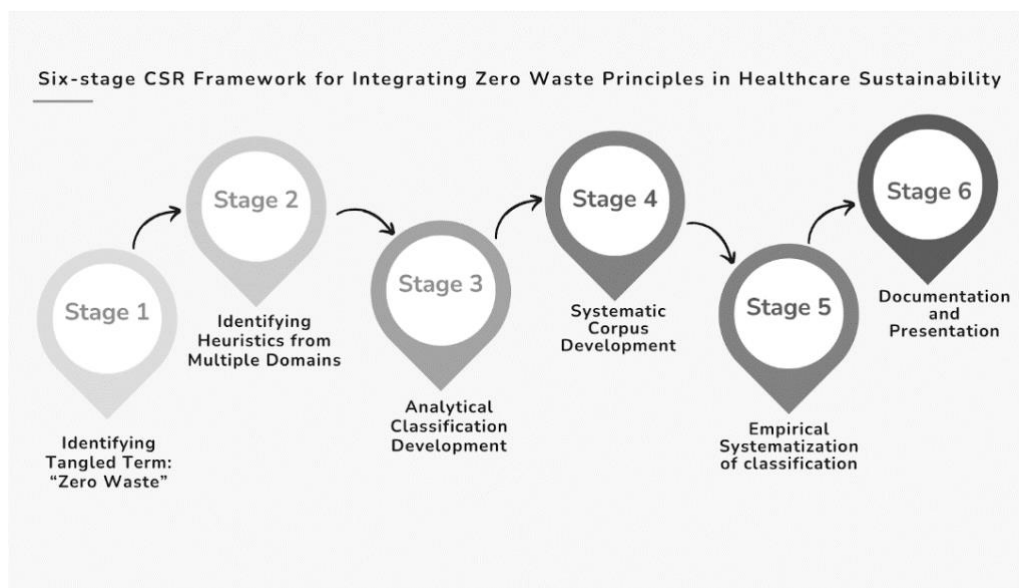 Six-stage CSR Framework for Integrating Zero Waste Principles in Healthcare Sustainability
Stage 1
Identifying
Tangled Term:
“Zero Waste”
Stage 2
Identifying
Heuristics from
Multiple Domains
Stage 3
Analytical
Classification
Development
Stage 4
Systematic
Corpus
Development
Stage 5
Empirical
Systematization
of classification
Stage 6
Documentation
and
Presentation